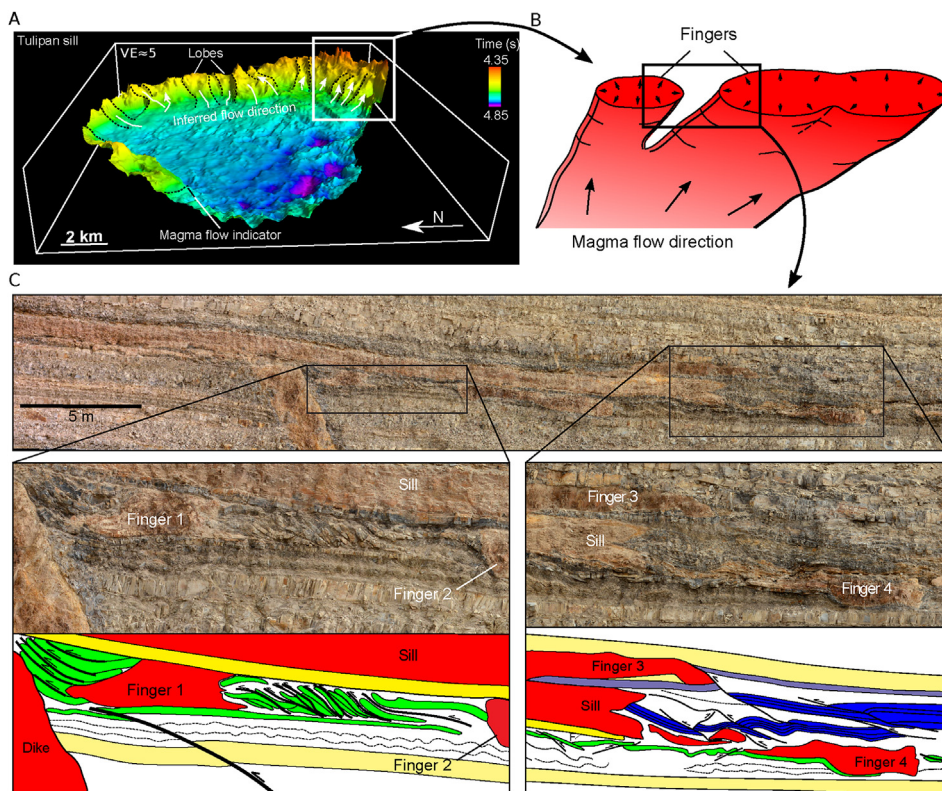 A
Tulipan sill
VE≈5
Lobes
Time (s)
4.35
4.85
Inferred flow direction
N
2 km
Magma flow indicator
B
Fingers
Magma flow direction
C
5 m
Sill
Finger 1
Finger 2
Finger 3
Sill
Finger 4
Sill
Finger 1
Dike
Finger 2
Finger 3
Sill
Finger 4